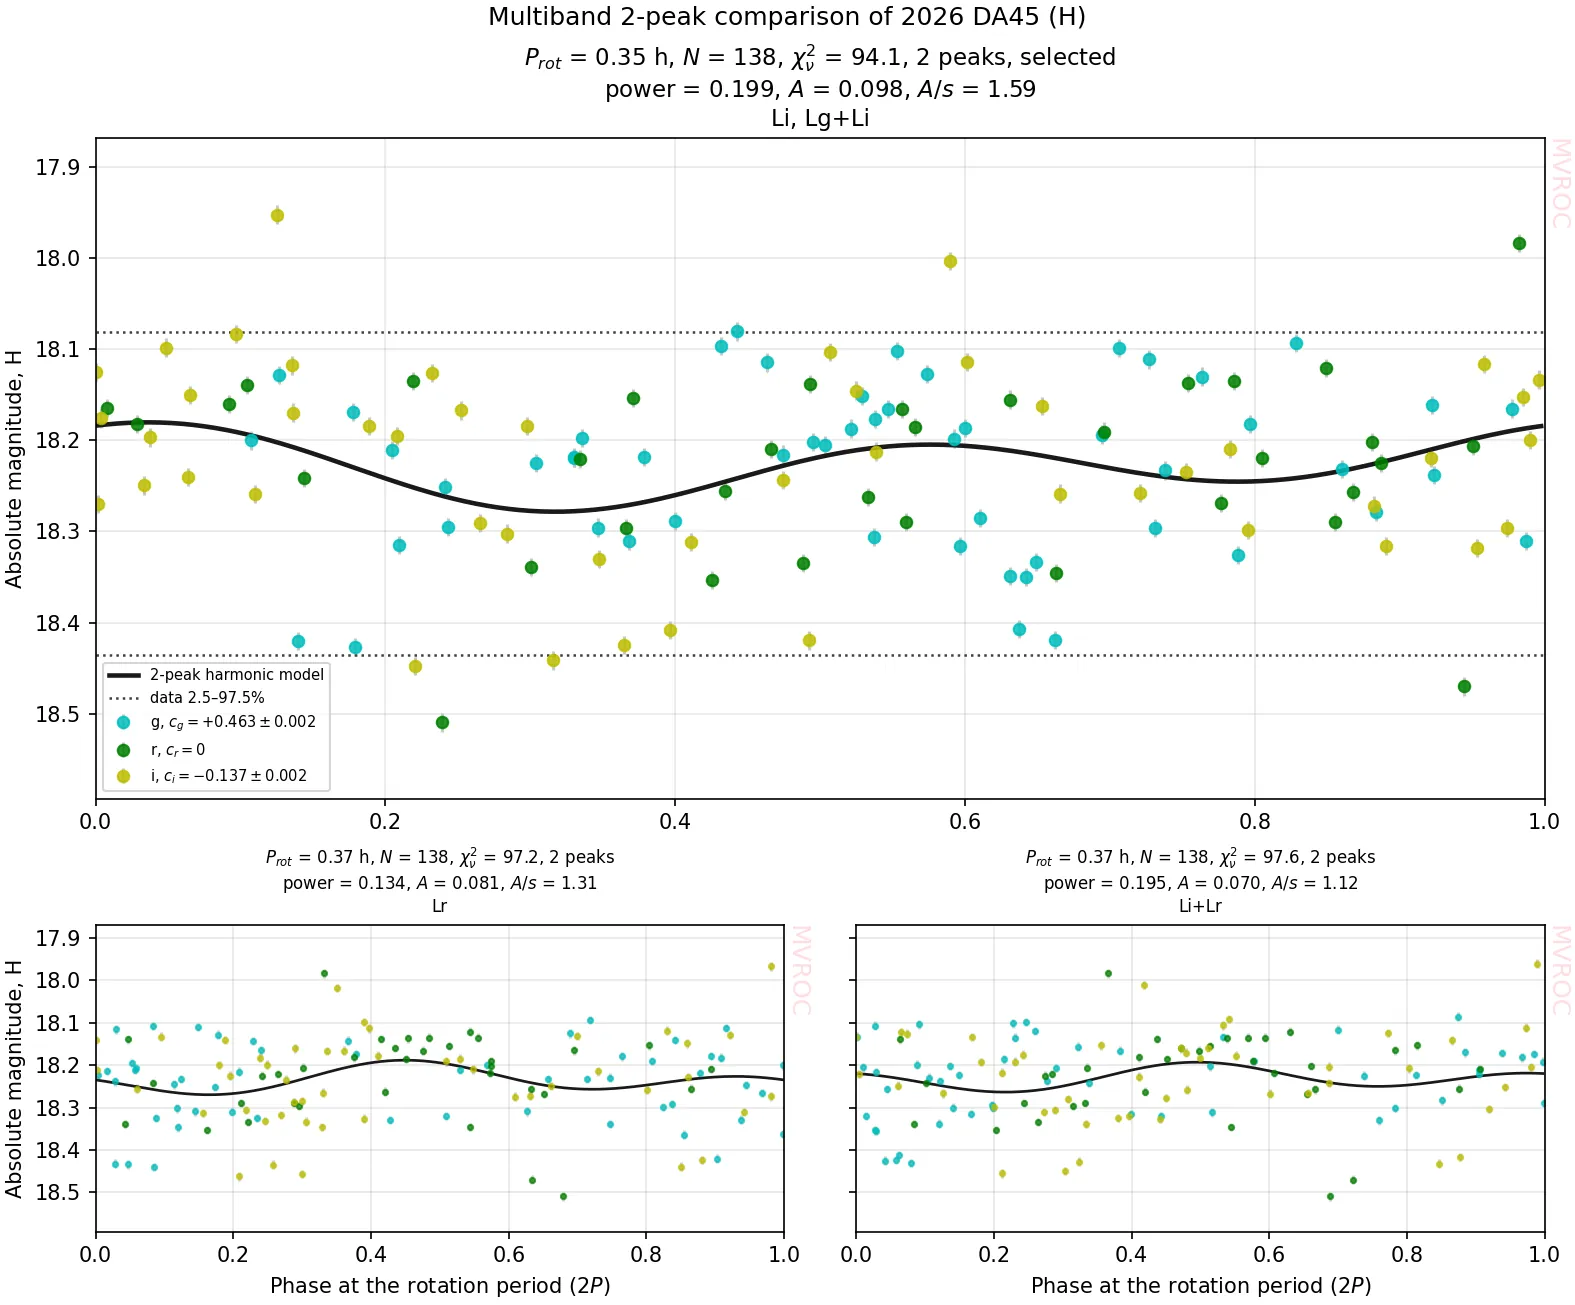 Multiband 2-peak comparison of 2026 DA45 (H)
P_rot = 0.35 h, N = 138, χ²_ν = 94.1, 2 peaks, selected
power = 0.199, A = 0.098, A/s = 1.59
Li, Lg+Li
MVROC
Absolute magnitude, H
17.9
18.0
18.1
18.2
18.3
18.4
18.5
2-peak harmonic model
data 2.5–97.5%
g, c_g = +0.463 ± 0.002
r, c_r = 0
i, c_i = −0.137 ± 0.002
0.0 0.2 0.4 0.6 0.8 1.0
P_rot = 0.37 h, N = 138, χ²_ν = 97.2, 2 peaks
power = 0.134, A = 0.081, A/s = 1.31
Lr
MVROC
Absolute magnitude, H
17.9
18.0
18.1
18.2
18.3
18.4
18.5
0.0 0.2 0.4 0.6 0.8 1.0
Phase at the rotation period (2P)
P_rot = 0.37 h, N = 138, χ²_ν = 97.6, 2 peaks
power = 0.195, A = 0.070, A/s = 1.12
Li+Lr
MVROC
0.0 0.2 0.4 0.6 0.8 1.0
Phase at the rotation period (2P)